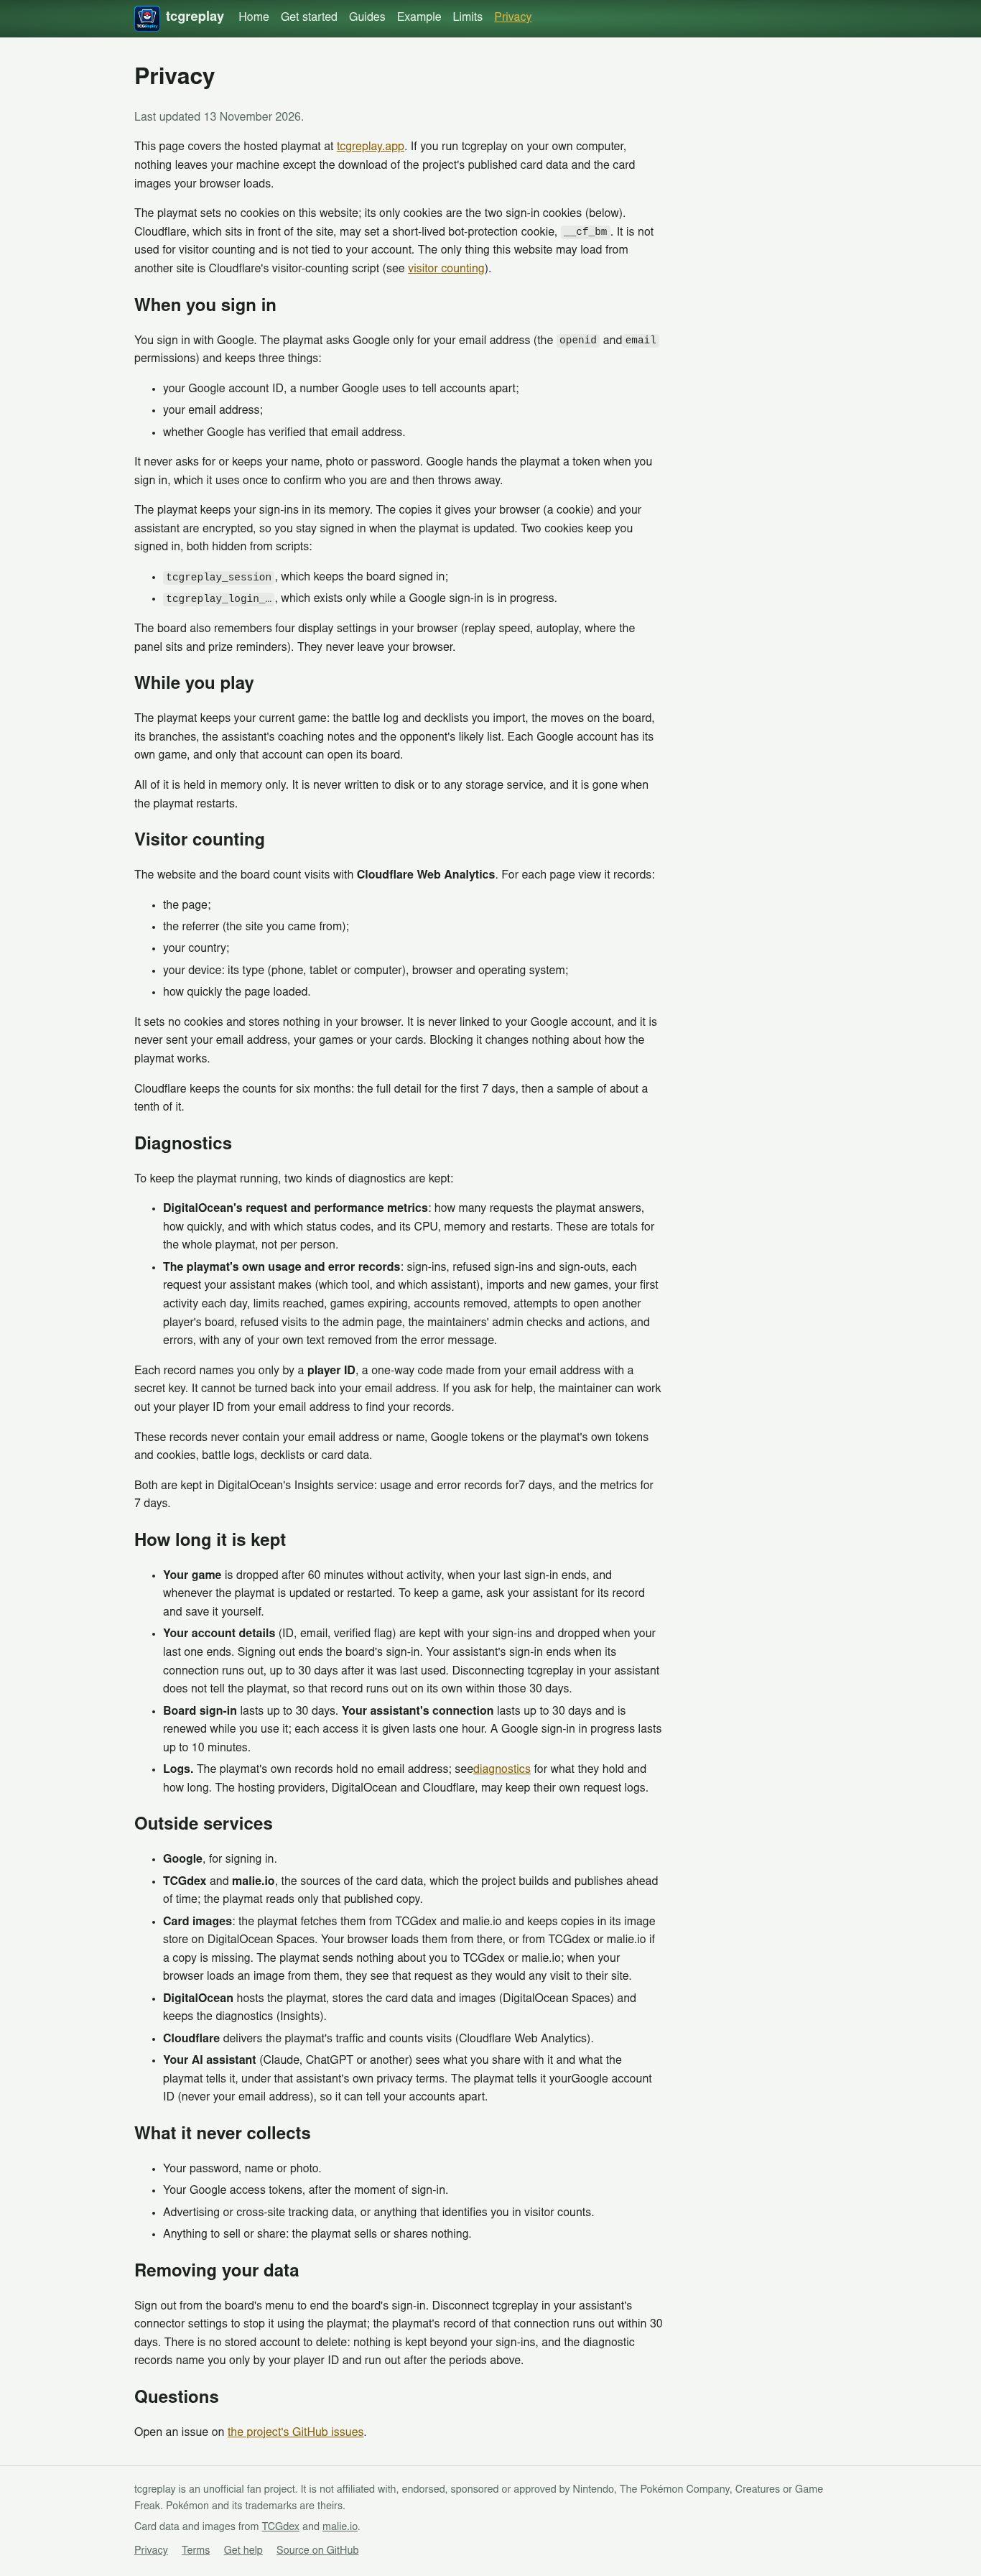 tcgreplay Home Get started Guides Example Limits Privacy
Privacy
Last updated 13 November 2026.
This page covers the hosted playmat at tcgreplay.app. If you run tcgreplay on your own computer,
nothing leaves your machine except the download of the project's published card data and the card
images your browser loads.
The playmat sets no cookies on this website; its only cookies are the two sign-in cookies (below).
Cloudflare, which sits in front of the site, may set a short-lived bot-protection cookie, __cf_bm. It is not
used for visitor counting and is not tied to your account. The only thing this website may load from
another site is Cloudflare's visitor-counting script (see visitor counting).
When you sign in
You sign in with Google. The playmat asks Google only for your email address (the openid and email
permissions) and keeps three things:
• your Google account ID, a number Google uses to tell accounts apart;
• your email address;
• whether Google has verified that email address.
It never asks for or keeps your name, photo or password. Google hands the playmat a token when you
sign in, which it uses once to confirm who you are and then throws away.
The playmat keeps your sign-ins in its memory. The copies it gives your browser (a cookie) and your
assistant are encrypted, so you stay signed in when the playmat is updated. Two cookies keep you
signed in, both hidden from scripts:
• tcgreplay_session, which keeps the board signed in;
• tcgreplay_login_…, which exists only while a Google sign-in is in progress.
The board also remembers four display settings in your browser (replay speed, autoplay, where the
panel sits and prize reminders). They never leave your browser.
While you play
The playmat keeps your current game: the battle log and decklists you import, the moves on the board,
its branches, the assistant's coaching notes and the opponent's likely list. Each Google account has its
own game, and only that account can open its board.
All of it is held in memory only. It is never written to disk or to any storage service, and it is gone when
the playmat restarts.
Visitor counting
The website and the board count visits with Cloudflare Web Analytics. For each page view it records:
• the page;
• the referrer (the site you came from);
• your country;
• your device: its type (phone, tablet or computer), browser and operating system;
• how quickly the page loaded.
It sets no cookies and stores nothing in your browser. It is never linked to your Google account, and it is
never sent your email address, your games or your cards. Blocking it changes nothing about how the
playmat works.
Cloudflare keeps the counts for six months: the full detail for the first 7 days, then a sample of about a
tenth of it.
Diagnostics
To keep the playmat running, two kinds of diagnostics are kept:
• DigitalOcean's request and performance metrics: how many requests the playmat answers,
how quickly, and with which status codes, and its CPU, memory and restarts. These are totals for
the whole playmat, not per person.
• The playmat's own usage and error records: sign-ins, refused sign-ins and sign-outs, each
request your assistant makes (which tool, and which assistant), imports and new games, your first
activity each day, limits reached, games expiring, accounts removed, attempts to open another
player's board, refused visits to the admin page, the maintainers' admin checks and actions, and
errors, with any of your own text removed from the error message.
Each record names you only by a player ID, a one-way code made from your email address with a
secret key. It cannot be turned back into your email address. If you ask for help, the maintainer can work
out your player ID from your email address to find your records.
These records never contain your email address or name, Google tokens or the playmat's own tokens
and cookies, battle logs, decklists or card data.
Both are kept in DigitalOcean's Insights service: usage and error records for7 days, and the metrics for
7 days.
How long it is kept
• Your game is dropped after 60 minutes without activity, when your last sign-in ends, and
whenever the playmat is updated or restarted. To keep a game, ask your assistant for its record
and save it yourself.
• Your account details (ID, email, verified flag) are kept with your sign-ins and dropped when your
last one ends. Signing out ends the board's sign-in. Your assistant's sign-in ends when its
connection runs out, up to 30 days after it was last used. Disconnecting tcgreplay in your assistant
does not tell the playmat, so that record runs out on its own within those 30 days.
• Board sign-in lasts up to 30 days. Your assistant's connection lasts up to 30 days and is
renewed while you use it; each access it is given lasts one hour. A Google sign-in in progress lasts
up to 10 minutes.
• Logs. The playmat's own records hold no email address; seediagnostics for what they hold and
how long. The hosting providers, DigitalOcean and Cloudflare, may keep their own request logs.
Outside services
• Google, for signing in.
• TCGdex and malie.io, the sources of the card data, which the project builds and publishes ahead
of time; the playmat reads only that published copy.
• Card images: the playmat fetches them from TCGdex and malie.io and keeps copies in its image
store on DigitalOcean Spaces. Your browser loads them from there, or from TCGdex or malie.io if
a copy is missing. The playmat sends nothing about you to TCGdex or malie.io; when your
browser loads an image from them, they see that request as they would any visit to their site.
• DigitalOcean hosts the playmat, stores the card data and images (DigitalOcean Spaces) and
keeps the diagnostics (Insights).
• Cloudflare delivers the playmat's traffic and counts visits (Cloudflare Web Analytics).
• Your AI assistant (Claude, ChatGPT or another) sees what you share with it and what the
playmat tells it, under that assistant's own privacy terms. The playmat tells it yourGoogle account
ID (never your email address), so it can tell your accounts apart.
What it never collects
• Your password, name or photo.
• Your Google access tokens, after the moment of sign-in.
• Advertising or cross-site tracking data, or anything that identifies you in visitor counts.
• Anything to sell or share: the playmat sells or shares nothing.
Removing your data
Sign out from the board's menu to end the board's sign-in. Disconnect tcgreplay in your assistant's
connector settings to stop it using the playmat; the playmat's record of that connection runs out within 30
days. There is no stored account to delete: nothing is kept beyond your sign-ins, and the diagnostic
records name you only by your player ID and run out after the periods above.
Questions
Open an issue on the project's GitHub issues.
tcgreplay is an unofficial fan project. It is not affiliated with, endorsed, sponsored or approved by Nintendo, The Pokémon Company, Creatures or Game
Freak. Pokémon and its trademarks are theirs.
Card data and images from TCGdex and malie.io.
Privacy Terms Get help Source on GitHub